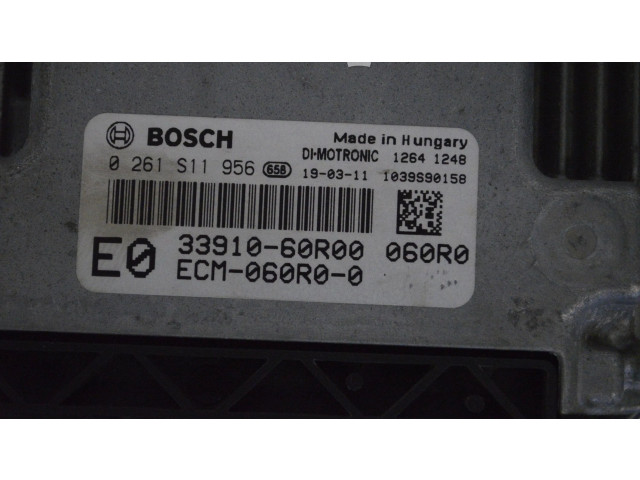 BOSCH
Made in Hungary
0 261 S11 956 658
DI-MOTRONIC 1264 1248
19-03-11 1039S90158
E0 33910-60R00 060R0
ECM-060R0-0